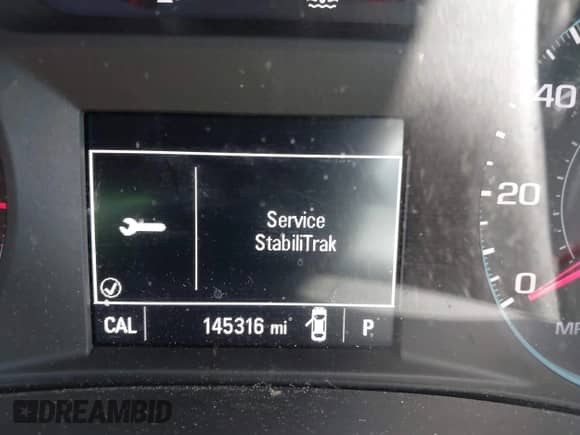 40
20
0
Service
StabiliTrak
CAL
145316 mi
P
DREAMBID